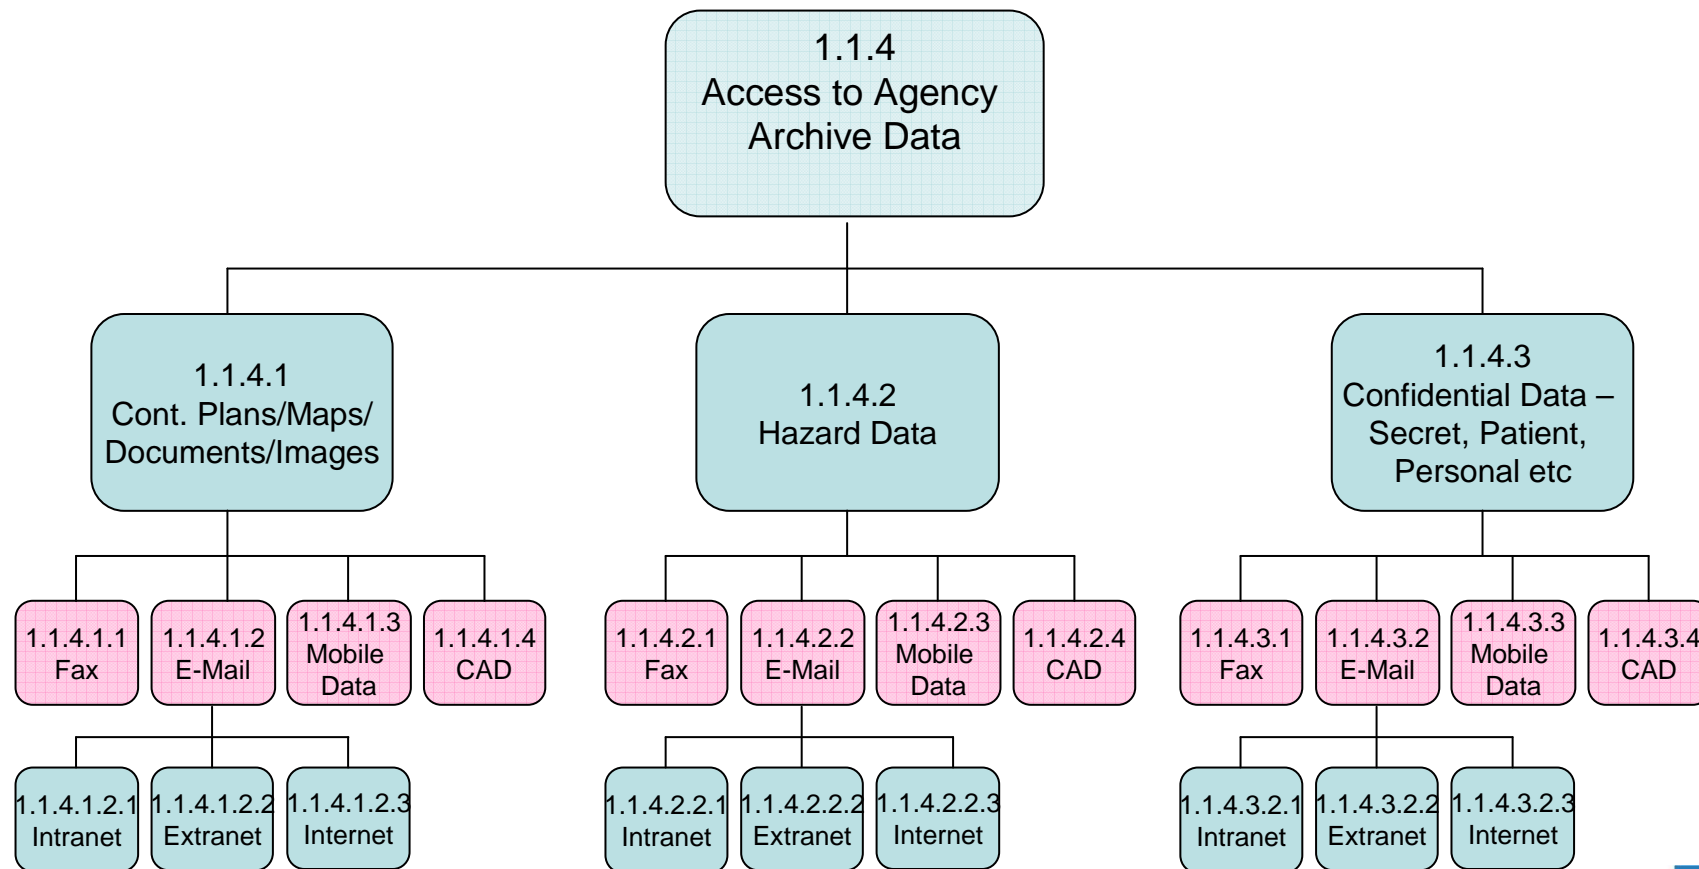 1.1.4
Access to Agency
Archive Data
1.1.4.1
Cont. Plans/Maps/
Documents/Images
1.1.4.2
Hazard Data
1.1.4.3
Confidential Data –
Secret, Patient,
Personal etc
1.1.4.1.1
Fax
1.1.4.1.2
E-Mail
1.1.4.1.3
Mobile
Data
1.1.4.1.4
CAD
1.1.4.2.1
Fax
1.1.4.2.2
E-Mail
1.1.4.2.3
Mobile
Data
1.1.4.2.4
CAD
1.1.4.3.1
Fax
1.1.4.3.2
E-Mail
1.1.4.3.3
Mobile
Data
1.1.4.3.4
CAD
1.1.4.1.2.1
Intranet
1.1.4.1.2.2
Extranet
1.1.4.1.2.3
Internet
1.1.4.2.2.1
Intranet
1.1.4.2.2.2
Extranet
1.1.4.2.2.3
Internet
1.1.4.3.2.1
Intranet
1.1.4.3.2.2
Extranet
1.1.4.3.2.3
Internet